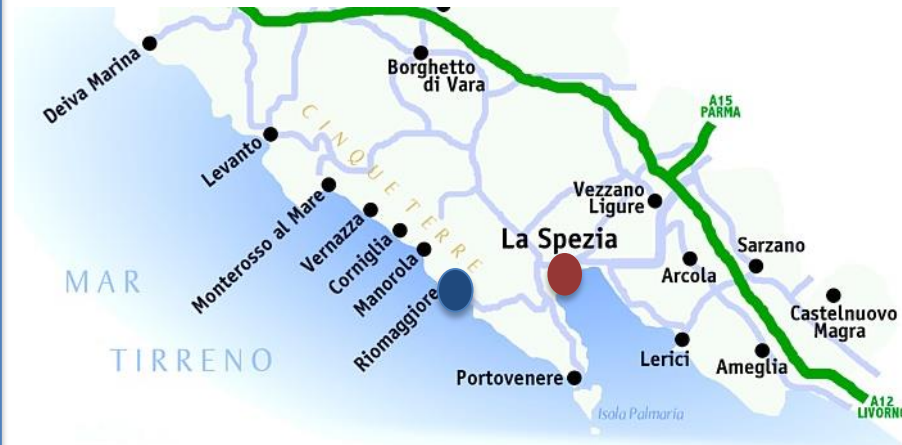 Deiva Marina
Borghetto
di Vara
A15
PARMA
Levanto
CINQUE TERRE
Vezzano
Ligure
Monterosso al Mare
Vernazza
Corniglia
Manorola
Riomaggiore
La Spezia
Arcola
Sarzano
Castelnuovo
Magra
MAR
TIRRENO
Portovenere
Lerici
Ameglia
Isola Palmaria
A12
LIVORNO